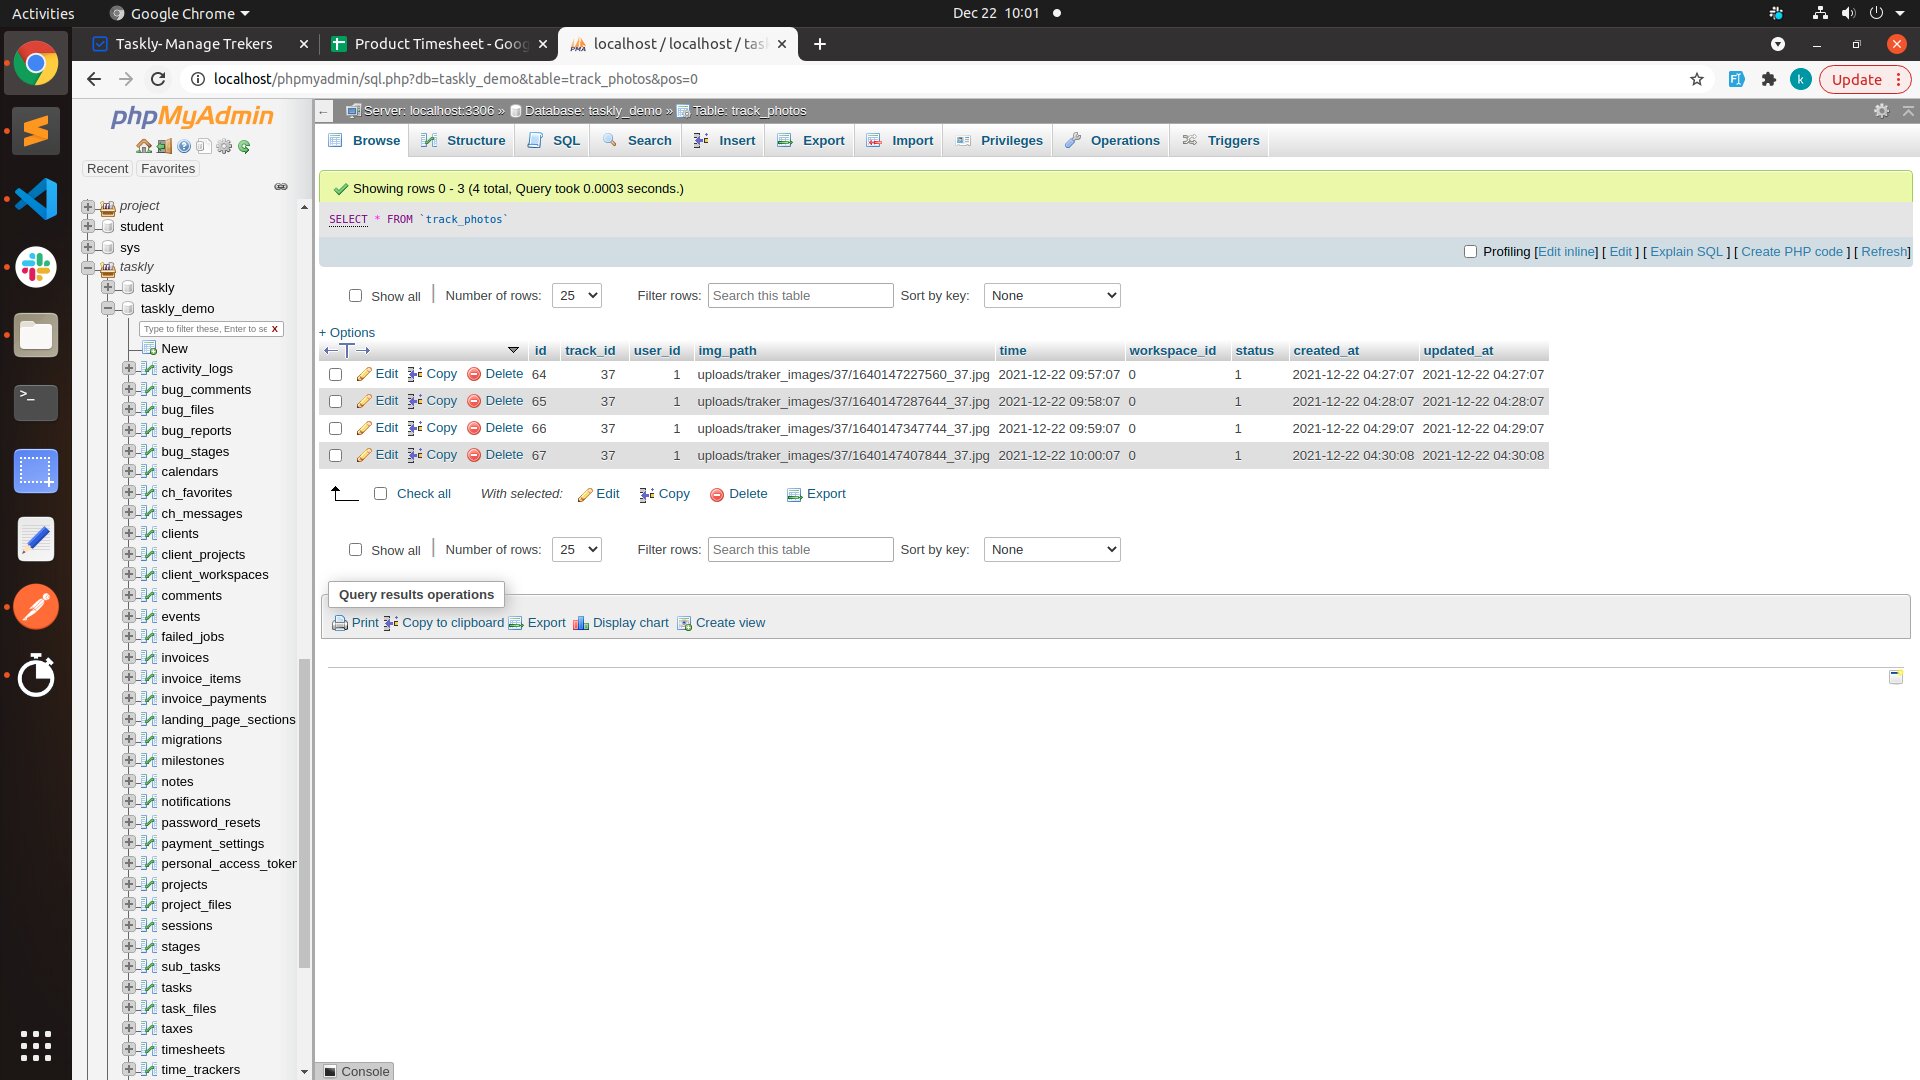 Activities
Google Chrome
Dec 22 10:01
Taskly- Manage Trekers
Product Timesheet - Goog
localhost / localhost / tas
localhost/phpmyadmin/sql.php?db=taskly_demo&table=track_photos&pos=0
k
Update
phpMyAdmin
Recent
Favorites
project
student
sys
taskly
taskly
taskly_demo
Type to filter these, Enter to se
X
New
activity_logs
bug_comments
bug_files
bug_reports
bug_stages
calendars
ch_favorites
ch_messages
clients
client_projects
client_workspaces
comments
events
failed_jobs
invoices
invoice_items
invoice_payments
landing_page_sections
migrations
milestones
notes
notifications
password_resets
payment_settings
personal_access_token
projects
project_files
sessions
stages
sub_tasks
tasks
task_files
taxes
timesheets
time_trackers
Server: localhost:3306 » Database: taskly_demo » Table: track_photos
Browse Structure SQL Search Insert Export Import Privileges Operations Triggers
Showing rows 0 - 3 (4 total, Query took 0.0003 seconds.)
SELECT * FROM `track_photos`
Profiling [Edit inline] [ Edit ] [ Explain SQL ] [ Create PHP code ] [ Refresh]
Show all Number of rows: 25 Filter rows: Search this table Sort by key: None
+ Options
id track_id user_id img_path time workspace_id status created_at updated_at
Edit Copy Delete 64 37 1 uploads/traker_images/37/1640147227560_37.jpg 2021-12-22 09:57:07 0 1 2021-12-22 04:27:07 2021-12-22 04:27:07
Edit Copy Delete 65 37 1 uploads/traker_images/37/1640147287644_37.jpg 2021-12-22 09:58:07 0 1 2021-12-22 04:28:07 2021-12-22 04:28:07
Edit Copy Delete 66 37 1 uploads/traker_images/37/1640147347744_37.jpg 2021-12-22 09:59:07 0 1 2021-12-22 04:29:07 2021-12-22 04:29:07
Edit Copy Delete 67 37 1 uploads/traker_images/37/1640147407844_37.jpg 2021-12-22 10:00:07 0 1 2021-12-22 04:30:08 2021-12-22 04:30:08
Check all With selected: Edit Copy Delete Export
Show all Number of rows: 25 Filter rows: Search this table Sort by key: None
Query results operations
Print Copy to clipboard Export Display chart Create view
Console